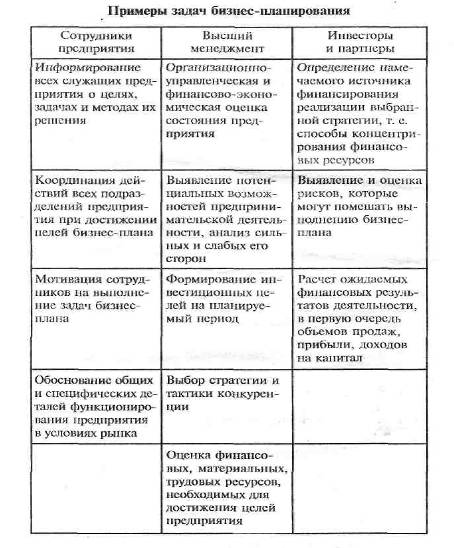 Примеры задач бизнес-планирования
Сотрудники
предприятия
Высший
менеджмент
Инвесторы
и партнеры
Информирование
всех служащих пред-
приятия о целях,
задачах и методах их
решения
Организационно-
управленческая и
финансово-эконо-
мическая оценка
состояния пред-
приятия
Определение наме-
чаемого источника
финансирования
реализации выбран-
ной стратегии, т. е.
способы концентри-
рования финансо-
вых ресурсов
Координация дей-
ствий всех подраз-
делений предприя-
тия при достижении
целей бизнес-плана
Выявление потен-
циальных возмож-
ностей предприни-
мательской деятель-
ности, анализ силь-
ных и слабых его
сторон
Выявление и оценка
рисков, которые
могут помешать вы-
полнению бизнес-
плана
Мотивация сотруд-
ников на выполне-
ние задач бизнес-
плана
Формирование ин-
вестиционных це-
лей на планируе-
мый период
Расчет ожидаемых
финансовых резуль-
татов деятельности,
в первую очередь
объемов продаж,
прибыли, доходов
на капитал
Обоснование общих
и специфических де-
талей функциониро-
вания предприятия
в условиях рынка
Выбор стратегии и
тактики конкурен-
ции
Оценка финансо-
вых, материальных,
трудовых ресурсов,
необходимых для
достижения целей
предприятия